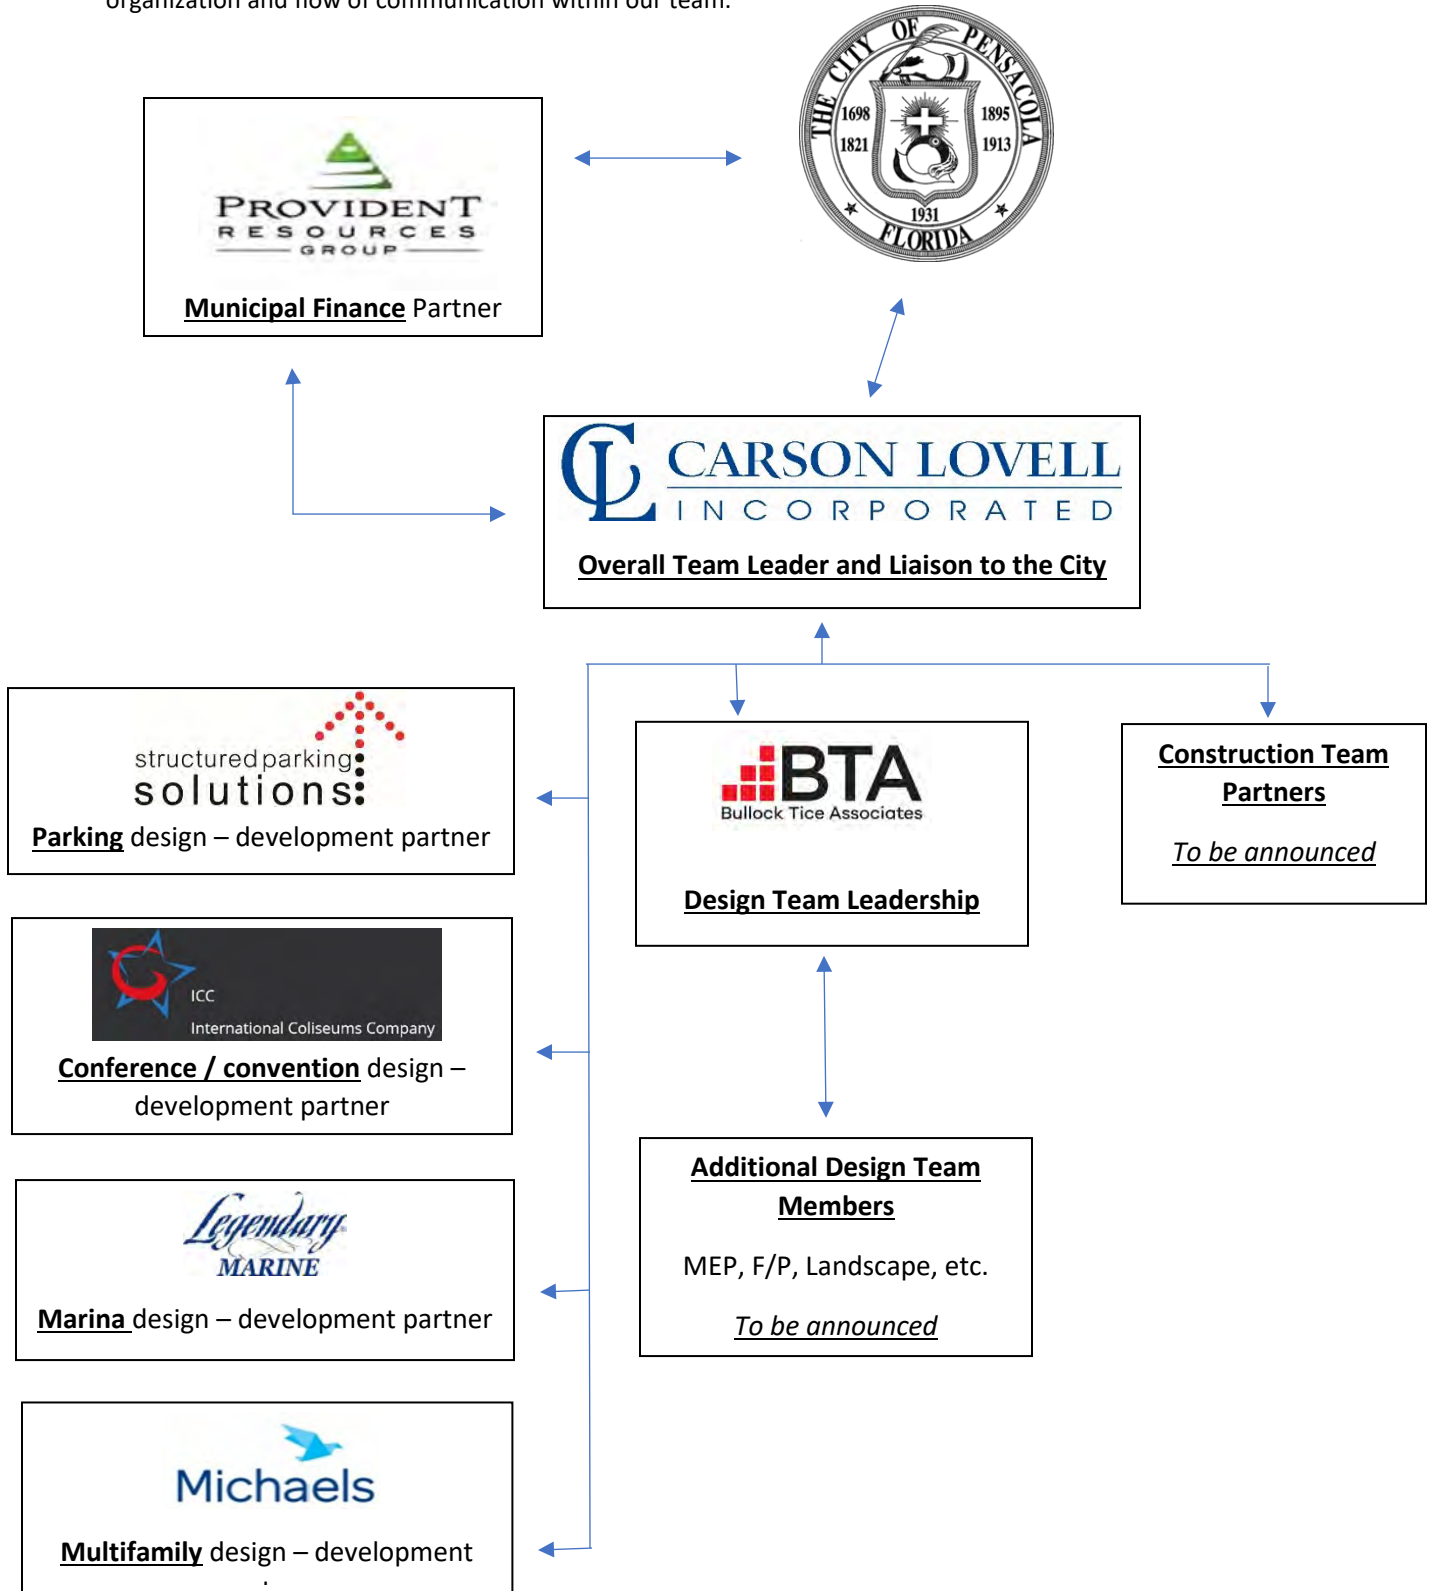 organization and flow of communication within our team.
THE CITY OF PENSACOLA
1698 1895
1821 1913
1931
FLORIDA
PROVIDENT
RESOURCES
GROUP
Municipal Finance Partner
CL CARSON LOVELL
INCORPORATED
Overall Team Leader and Liaison to the City
structured parking
solutions
Parking design – development partner
BTA
Bullock Tice Associates
Design Team Leadership
Construction Team
Partners
To be announced
ICC
International Coliseums Company
Conference / convention design –
development partner
Additional Design Team
Members
MEP, F/P, Landscape, etc.
To be announced
Legendary
MARINE
Marina design – development partner
Michaels
Multifamily design – development